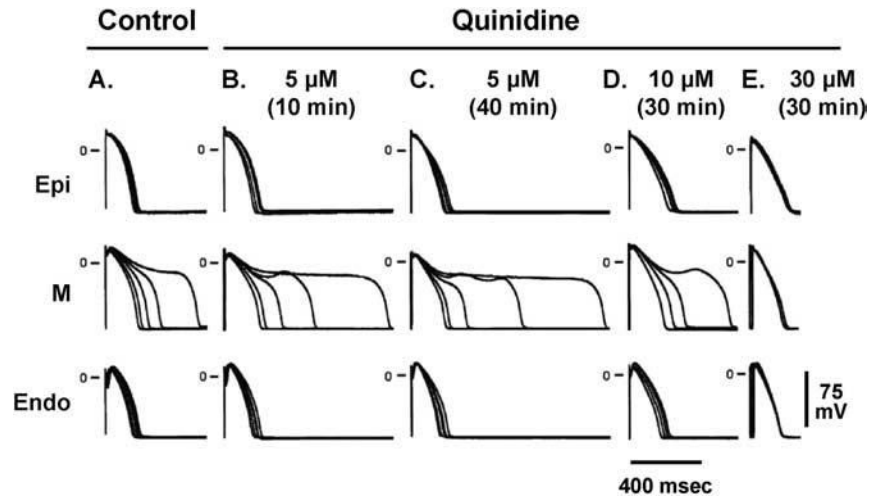 Control Quinidine
A. B. 5 µM C. 5 µM D. 10 µM E. 30 µM
(10 min) (40 min) (30 min) (30 min)
0 – 0 – 0 – 0 – 0 –
Epi
0 – 0 – 0 – 0 – 0 –
M
0 – 0 – 0 – 0 – 0 –
Endo
75
mV
400 msec